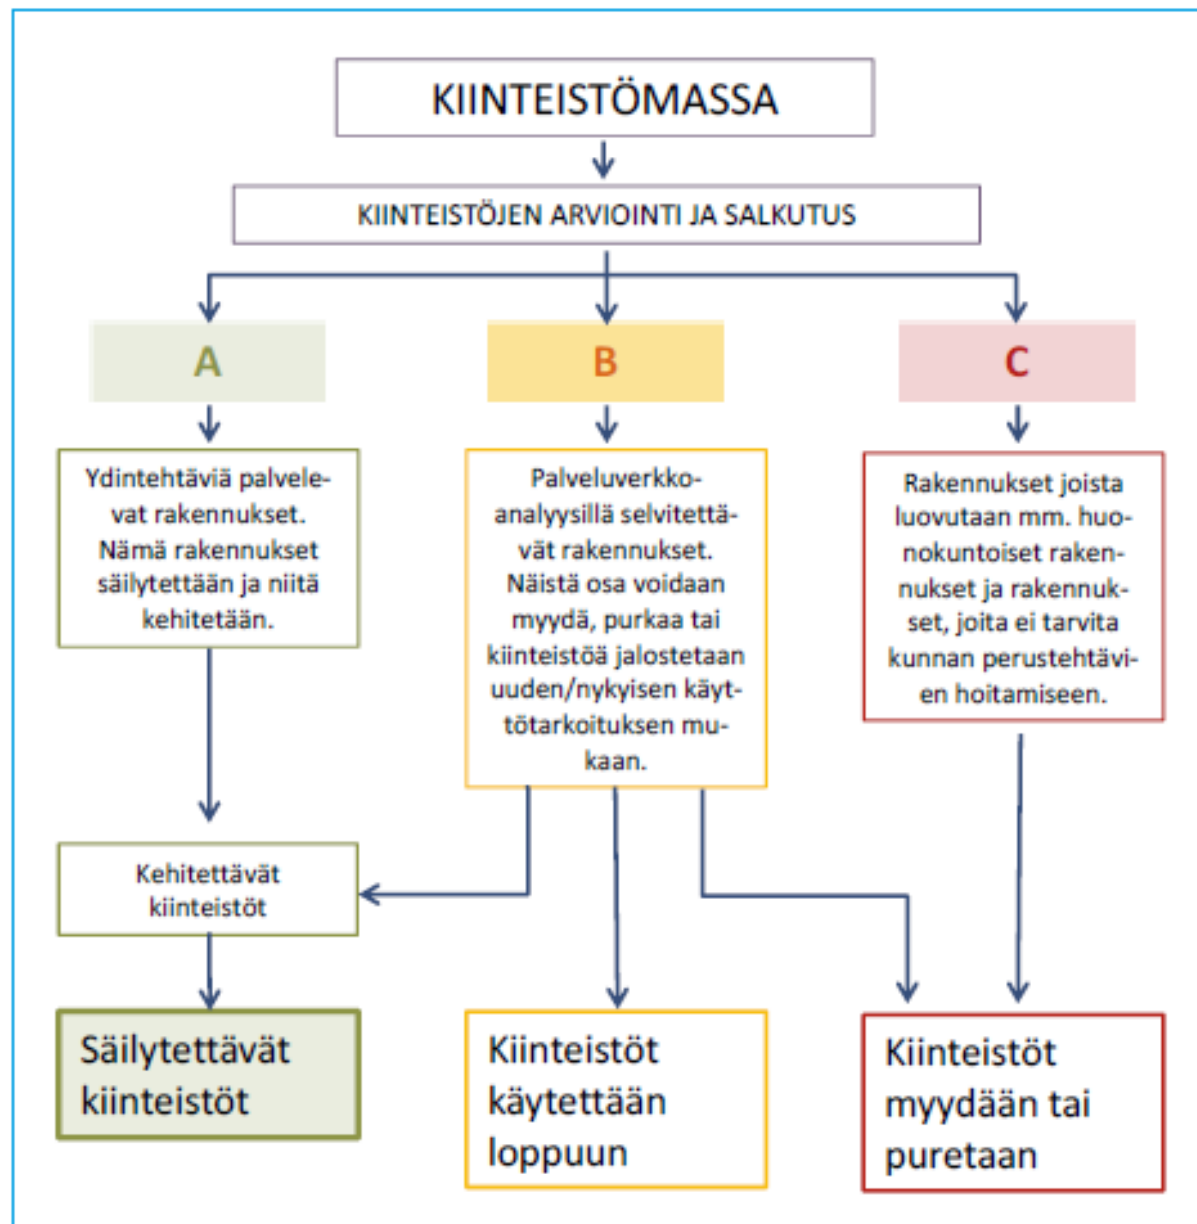 KIINTEISTÖMASSA
KIINTEISTÖJEN ARVIOINTI JA SALKUTUS
A
B
C
Ydintehtäviä palvele-
vat rakennukset.
Nämä rakennukset
säilytettään ja niitä
kehitetään.
Palveluverkko-
analyysillä selvitettä-
vät rakennukset.
Näistä osa voidaan
myydä, purkaa tai
kiinteistöä jalostetaan
uuden/nykyisen käyt-
tötarkoituksen mu-
kaan.
Rakennukset joista
luovutaan mm. huo-
nokuntoiset raken-
nukset ja rakennuk-
set, joita ei tarvita
kunnan perustehtävi-
en hoitamiseen.
Kehitettävät
kiinteistöt
Säilytettävät
kiinteistöt
Kiinteistöt
käytettään
loppuun
Kiinteistöt
myydään tai
puretaan